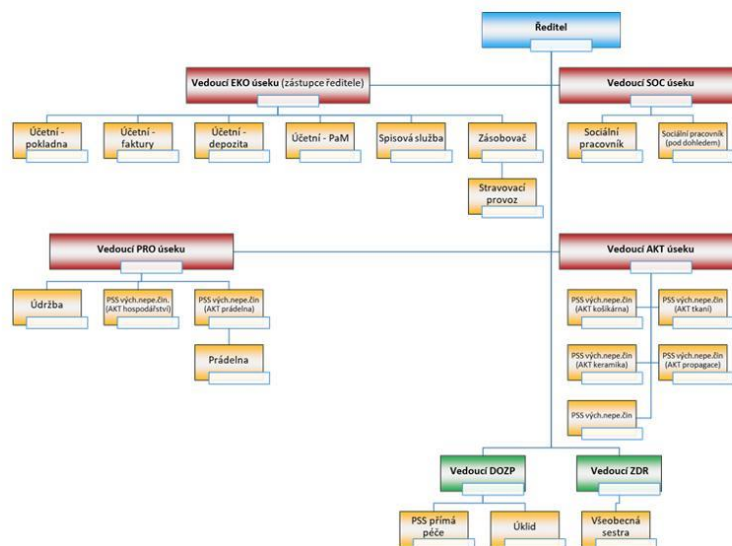 Ředitel
Vedoucí EKO úseku (zástupce ředitele)
Vedoucí SOC úseku
Účetní -
pokladna
Účetní -
faktury
Účetní -
depozita
Účetní - PaM
Spisová služba
Zásobovač
Sociální
pracovník
Sociální pracovník
(pod dohledem)
Stravovací
provoz
Vedoucí PRO úseku
Vedoucí AKT úseku
Údržba
PSS vých.nepe.čin.
(AKT hospodářství)
PSS vých.nepe.čin
(AKT prádelna)
PSS vých.nepe.čin
(AKT košíkárna)
PSS vých.nepe.čin
(AKT tkaní)
Prádelna
PSS vých.nepe.čin
(AKT keramika)
PSS vých.nepe.čin
(AKT propagace)
PSS vých.nepe.čin
Vedoucí DOZP
Vedoucí ZDR
PSS přímá
péče
Úklid
Všeobecná
sestra